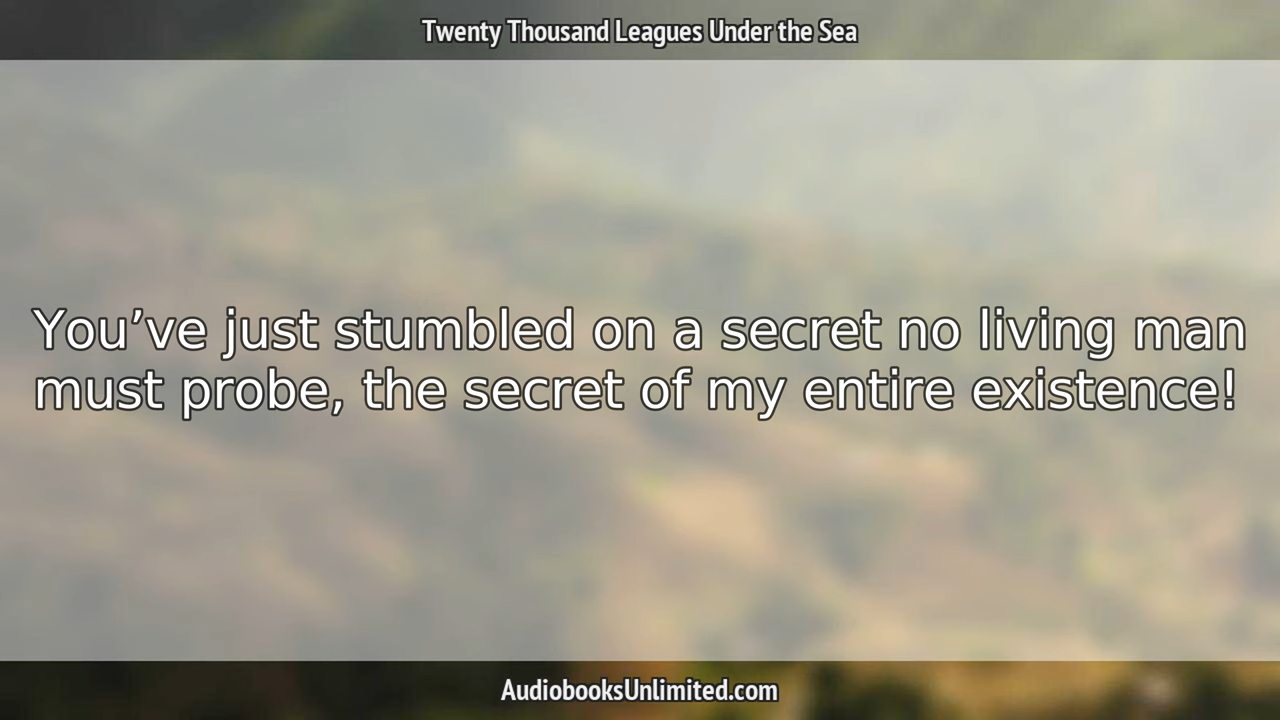 Twenty Thousand Leagues Under the Sea
You’ve just stumbled on a secret no living man
must probe, the secret of my entire existence!
AudiobooksUnlimited.com